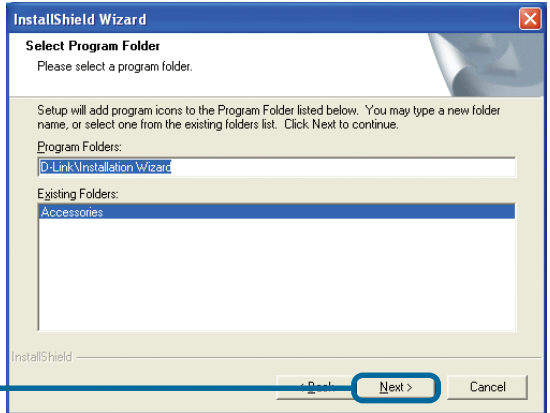 InstallShield Wizard
Select Program Folder
Please select a program folder.
Setup will add program icons to the Program Folder listed below. You may type a new folder
name, or select one from the existing folders list. Click Next to continue.
Program Folders:
D-Link\Installation Wizard
Existing Folders:
Accessories
InstallShield
< Back Next > Cancel